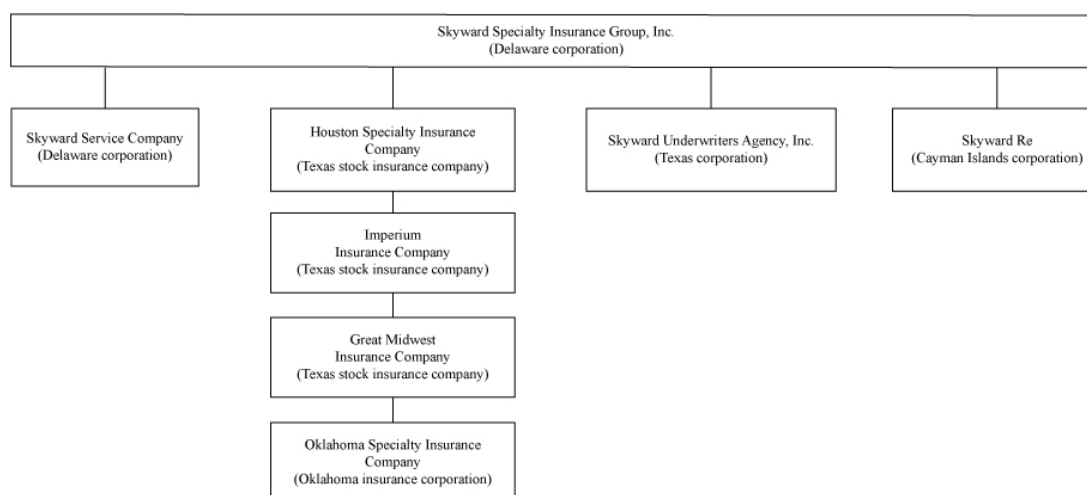 Skyward Specialty Insurance Group, Inc.
(Delaware corporation)
Skyward Service Company
(Delaware corporation)
Houston Specialty Insurance
Company
(Texas stock insurance company)
Skyward Underwriters Agency, Inc.
(Texas corporation)
Skyward Re
(Cayman Islands corporation)
Imperium
Insurance Company
(Texas stock insurance company)
Great Midwest
Insurance Company
(Texas stock insurance company)
Oklahoma Specialty Insurance
Company
(Oklahoma insurance corporation)